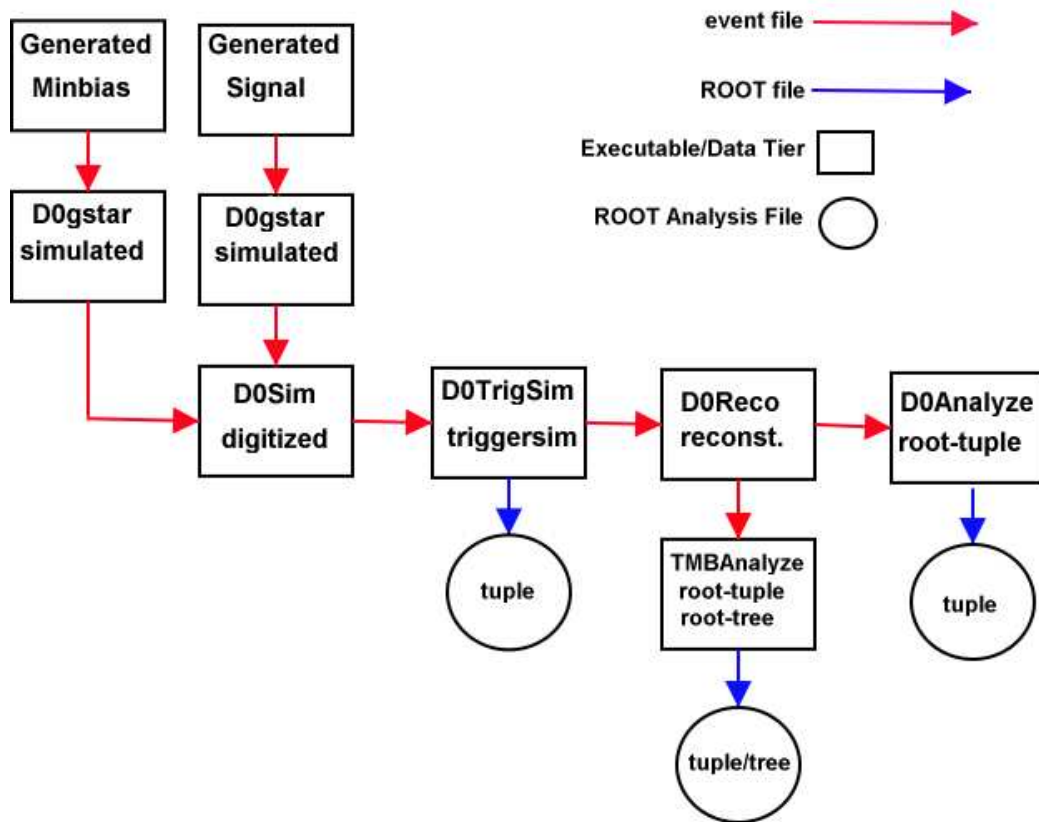 Generated
Minbias
Generated
Signal
event file
ROOT file
Executable/Data Tier
ROOT Analysis File
D0gstar
simulated
D0gstar
simulated
D0Sim
digitized
D0TrigSim
triggersim
D0Reco
reconst.
D0Analyze
root-tuple
tuple
TMBAnalyze
root-tuple
root-tree
tuple
tuple/tree